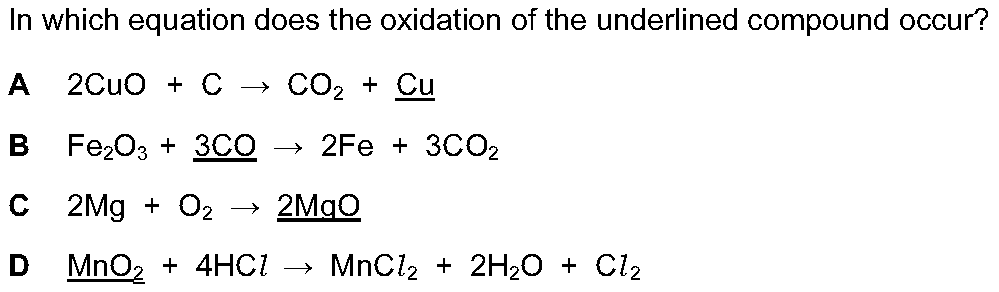 In which equation does the oxidation of the underlined compound occur?
A 2CuO + C → CO₂ + Cu
B Fe₂O₃ + 3CO → 2Fe + 3CO₂
C 2Mg + O₂ → 2MgO
D MnO₂ + 4HCl → MnCl₂ + 2H₂O + Cl₂